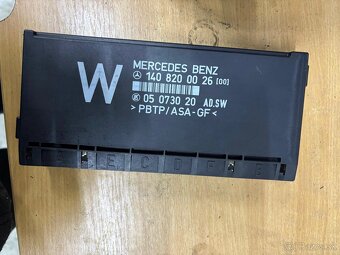 W
MERCEDES BENZ
140 820 00 26 [00]
05 0730 20 AD.SW
>PBTP/ASA-GF<